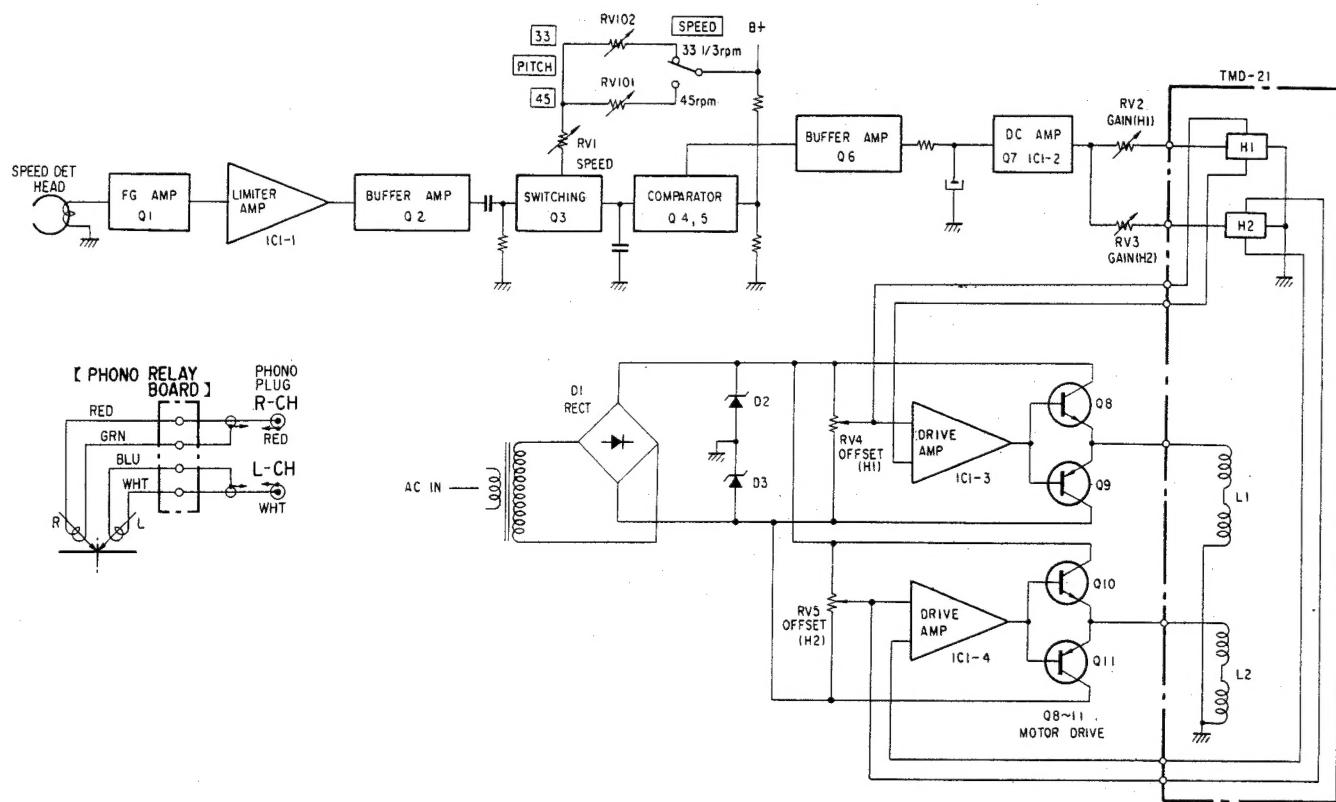 RV102
33
SPEED
33 1/3rpm
B+
PITCH
RV101
45
45rpm
RV1
SPEED
TMD-21
RV2
GAIN(H1)
H1
BUFFER AMP
Q6
DC AMP
Q7 IC1-2
SPEED DET
HEAD
FG AMP
Q1
LIMITER
AMP
IC1-1
BUFFER AMP
Q2
SWITCHING
Q3
COMPARATOR
Q4, 5
RV3
GAIN(H2)
H2
[ PHONO RELAY
BOARD ]
PHONO
PLUG
R-CH
RED
RED
GRN
BLU
L-CH
WHT
WHT
R
L
AC IN
D1
RECT
D2
D3
RV4
OFFSET
(H1)
DRIVE
AMP
IC1-3
Q8
Q9
L1
RV5
OFFSET
(H2)
DRIVE
AMP
IC1-4
Q10
Q11
L2
Q8~11
MOTOR DRIVE